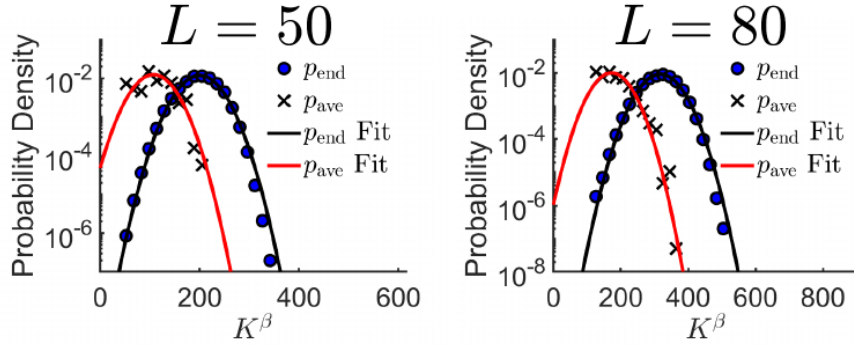 L = 50
Probability Density
10^-2
10^-4
10^-6
0
200
400
600
K^β
p_end
p_ave
p_end Fit
p_ave Fit
L = 80
Probability Density
10^-2
10^-4
10^-6
10^-8
0
200
400
600
800
K^β
p_end
p_ave
p_end Fit
p_ave Fit